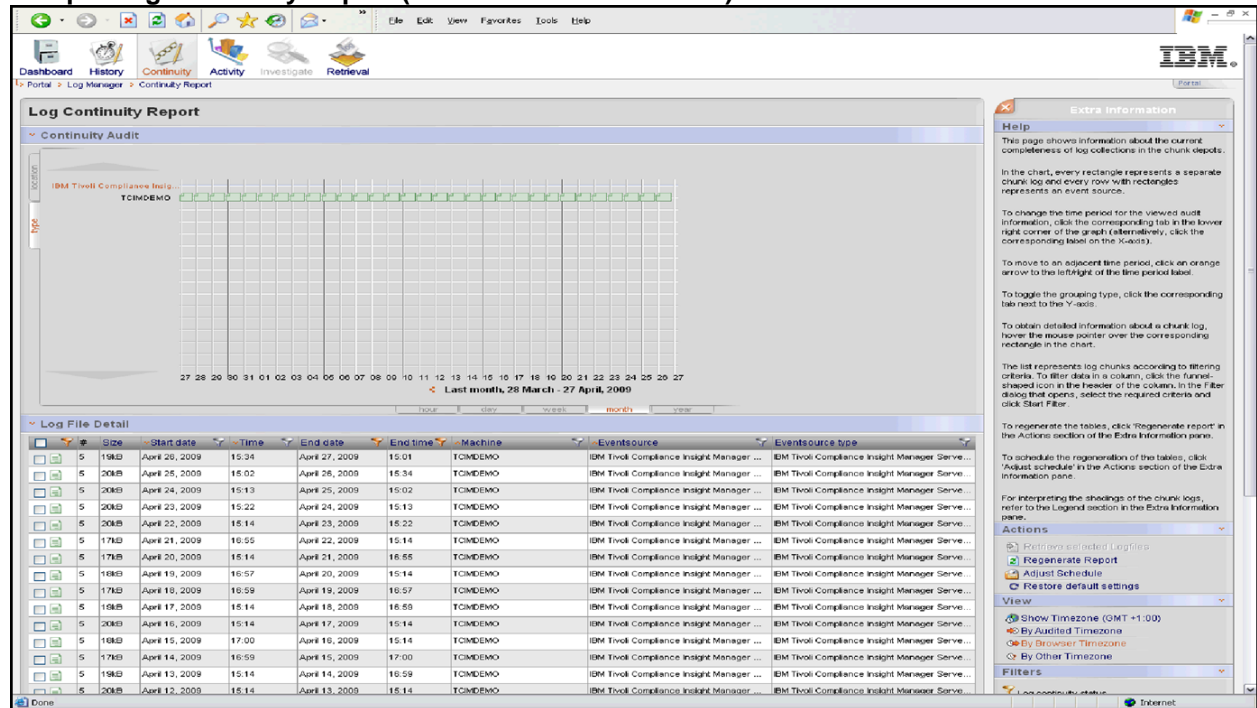 File Edit View Favorites Tools Help
Dashboard History Continuity Activity Investigate Retrieval
IBM
Portal > Log Manager > Continuity Report
Portal
Log Continuity Report
Continuity Audit
location
type
IBM Tivoli Compliance Insig...
TCIMDEMO
27 28 29 30 31 01 02 03 04 05 06 07 08 09 10 11 12 13 14 15 16 17 18 19 20 21 22 23 24 25 26 27
Last month, 28 March - 27 April, 2009
hour day week month year
Log File Detail
# Size Start date Time End date End time Machine Eventsource Eventsource type
5 19kB April 26, 2009 15:34 April 27, 2009 15:01 TCIMDEMO IBM Tivoli Compliance Insight Manager ... IBM Tivoli Compliance Insight Manager Serve...
5 20kB April 25, 2009 15:02 April 26, 2009 15:34 TCIMDEMO IBM Tivoli Compliance Insight Manager ... IBM Tivoli Compliance Insight Manager Serve...
5 20kB April 24, 2009 15:13 April 25, 2009 15:02 TCIMDEMO IBM Tivoli Compliance Insight Manager ... IBM Tivoli Compliance Insight Manager Serve...
5 20kB April 23, 2009 15:22 April 24, 2009 15:13 TCIMDEMO IBM Tivoli Compliance Insight Manager ... IBM Tivoli Compliance Insight Manager Serve...
5 20kB April 22, 2009 15:14 April 23, 2009 15:22 TCIMDEMO IBM Tivoli Compliance Insight Manager ... IBM Tivoli Compliance Insight Manager Serve...
5 17kB April 21, 2009 16:55 April 22, 2009 15:14 TCIMDEMO IBM Tivoli Compliance Insight Manager ... IBM Tivoli Compliance Insight Manager Serve...
5 17kB April 20, 2009 15:14 April 21, 2009 16:55 TCIMDEMO IBM Tivoli Compliance Insight Manager ... IBM Tivoli Compliance Insight Manager Serve...
5 18kB April 19, 2009 16:57 April 20, 2009 15:14 TCIMDEMO IBM Tivoli Compliance Insight Manager ... IBM Tivoli Compliance Insight Manager Serve...
5 17kB April 18, 2009 16:59 April 19, 2009 16:57 TCIMDEMO IBM Tivoli Compliance Insight Manager ... IBM Tivoli Compliance Insight Manager Serve...
5 19kB April 17, 2009 15:14 April 18, 2009 16:59 TCIMDEMO IBM Tivoli Compliance Insight Manager ... IBM Tivoli Compliance Insight Manager Serve...
5 20kB April 16, 2009 15:14 April 17, 2009 15:14 TCIMDEMO IBM Tivoli Compliance Insight Manager ... IBM Tivoli Compliance Insight Manager Serve...
5 18kB April 15, 2009 17:00 April 16, 2009 15:14 TCIMDEMO IBM Tivoli Compliance Insight Manager ... IBM Tivoli Compliance Insight Manager Serve...
5 17kB April 14, 2009 16:59 April 15, 2009 17:00 TCIMDEMO IBM Tivoli Compliance Insight Manager ... IBM Tivoli Compliance Insight Manager Serve...
5 19kB April 13, 2009 15:14 April 14, 2009 16:59 TCIMDEMO IBM Tivoli Compliance Insight Manager ... IBM Tivoli Compliance Insight Manager Serve...
5 20kB April 12, 2009 15:14 April 13, 2009 15:14 TCIMDEMO IBM Tivoli Compliance Insight Manager ... IBM Tivoli Compliance Insight Manager Serve...
Extra Information
Help
This page shows information about the current
completeness of log collections in the chunk depots.
In the chart, every rectangle represents a separate
chunk log and every row with rectangles
represents an event source.
To change the time period for the viewed audit
information, click the corresponding tab in the lower
right corner of the graph (alternatively, click the
corresponding label on the X-axis).
To move to an adjacent time period, click an orange
arrow to the left/right of the time period label.
To toggle the grouping type, click the corresponding
tab next to the Y-axis.
To obtain detailed information about a chunk log,
hover the mouse pointer over the corresponding
rectangle in the chart.
The list represents log chunks according to filtering
criteria. To filter data in a column, click the funnel-
shaped icon in the header of the column. In the Filter
dialog that opens, select the required criteria and
click Start Filter.
To regenerate the tables, click 'Regenerate report' in
the Actions section of the Extra Information pane.
To schedule the regeneration of the tables, click
'Adjust schedule' in the Actions section of the Extra
Information pane.
For interpreting the shadings of the chunk logs,
refer to the Legend section in the Extra Information
pane.
Actions
Retrieve selected Logfiles
Regenerate Report
Adjust Schedule
Restore default settings
View
Show Timezone (GMT +1:00)
By Audited Timezone
By Browser Timezone
By Other Timezone
Filters
Log continuity status
Done
Internet